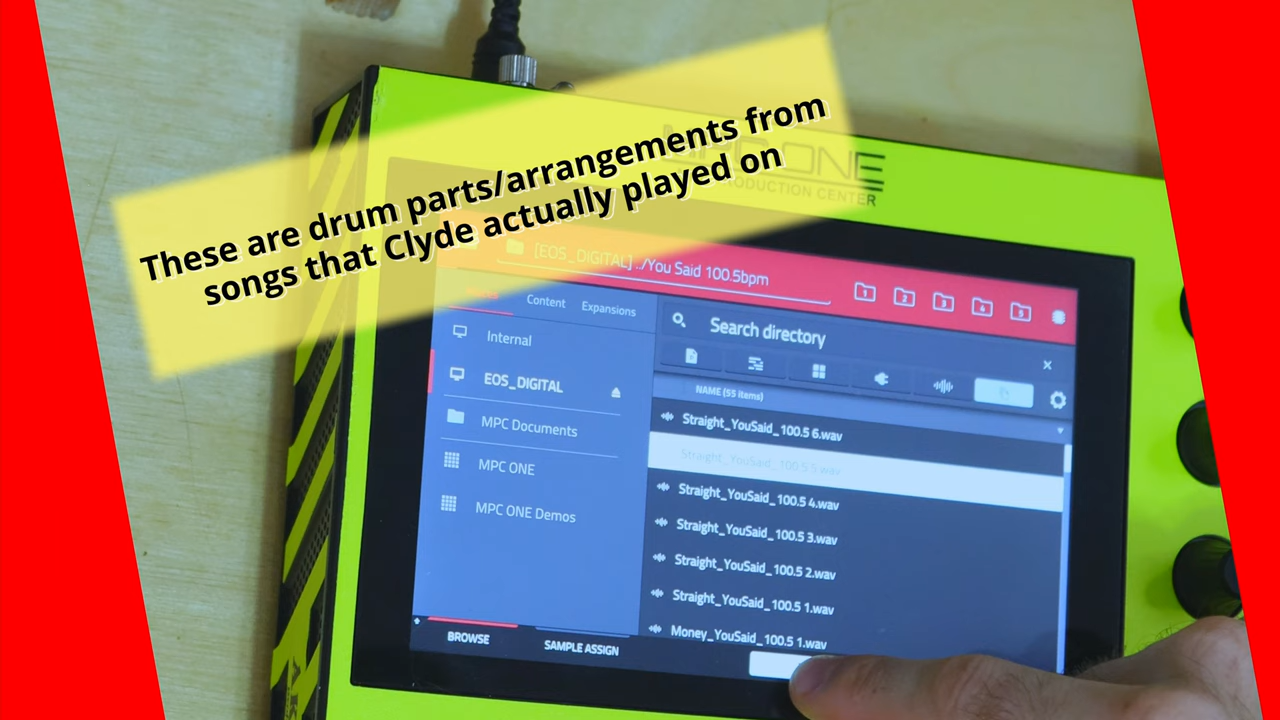 These are drum parts/arrangements from
songs that Clyde actually played on
MPC ONE
PRODUCTION CENTER
[EOS_DIGITAL] ../You Said 100.5bpm
1 2 3 4 5
Content Expansions
Search directory
Internal
EOS_DIGITAL
MPC Documents
MPC ONE
MPC ONE Demos
NAME (55 items)
Straight_YouSaid_100.5 6.wav
Straight_YouSaid_100.5 5.wav
Straight_YouSaid_100.5 4.wav
Straight_YouSaid_100.5 3.wav
Straight_YouSaid_100.5 2.wav
Straight_YouSaid_100.5 1.wav
Money_YouSaid_100.5 1.wav
BROWSE
SAMPLE ASSIGN